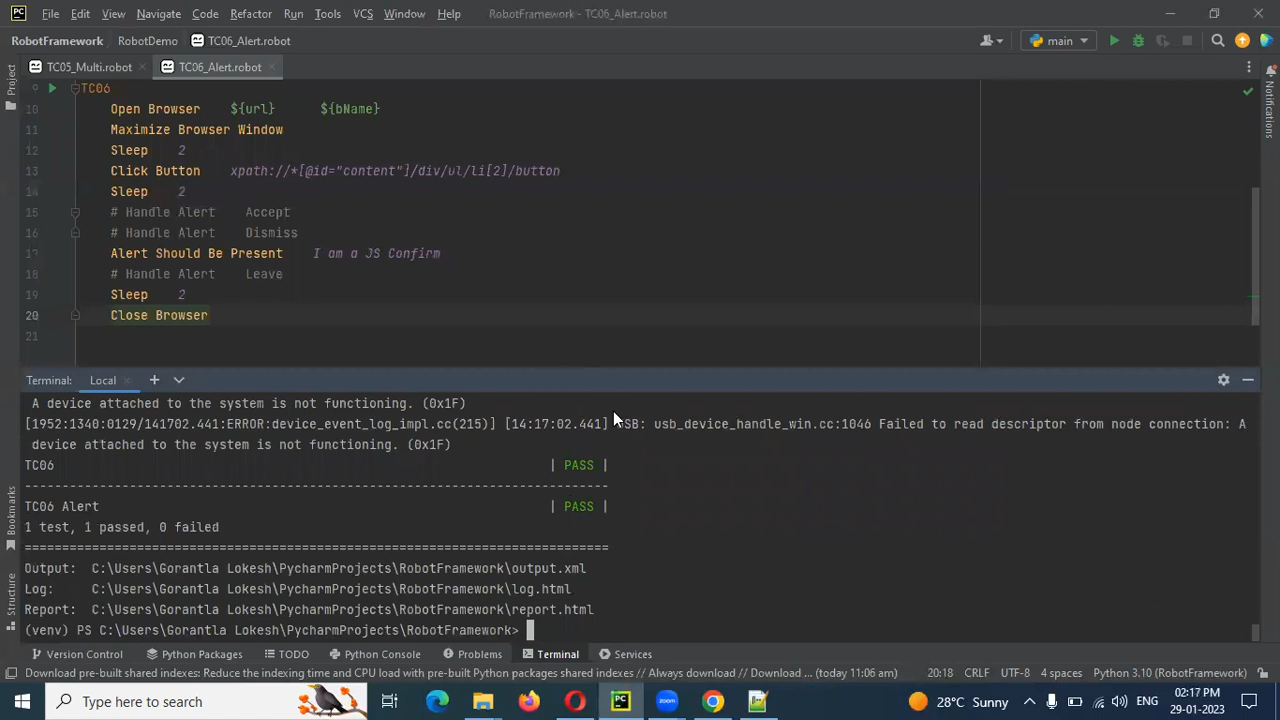 File Edit View Navigate Code Refactor Run Tools VCS Window Help RobotFramework - TC06_Alert.robot
RobotFramework RobotDemo TC06_Alert.robot main
TC05_Multi.robot TC06_Alert.robot
Project
Notifications
9 TC06
10 Open Browser ${url} ${bName}
11 Maximize Browser Window
12 Sleep 2
13 Click Button xpath://*[@id="content"]/div/ul/li[2]/button
14 Sleep 2
15 # Handle Alert Accept
16 # Handle Alert Dismiss
17 Alert Should Be Present I am a JS Confirm
18 # Handle Alert Leave
19 Sleep 2
20 Close Browser
21
Terminal: Local
A device attached to the system is not functioning. (0x1F)
[1952:1340:0129/141702.441:ERROR:device_event_log_impl.cc(215)] [14:17:02.441] USB: usb_device_handle_win.cc:1046 Failed to read descriptor from node connection: A
device attached to the system is not functioning. (0x1F)
TC06 | PASS |
------------------------------------------------------------------------------
TC06 Alert | PASS |
1 test, 1 passed, 0 failed
==============================================================================
Output: C:\Users\Gorantla Lokesh\PycharmProjects\RobotFramework\output.xml
Log: C:\Users\Gorantla Lokesh\PycharmProjects\RobotFramework\log.html
Report: C:\Users\Gorantla Lokesh\PycharmProjects\RobotFramework\report.html
(venv) PS C:\Users\Gorantla Lokesh\PycharmProjects\RobotFramework>
Bookmarks
Structure
Version Control Python Packages TODO Python Console Problems Terminal Services
Download pre-built shared indexes: Reduce the indexing time and CPU load with pre-built Python packages shared indexes // Always download // Download ... (today 11:06 am) 20:18 CRLF UTF-8 4 spaces Python 3.10 (RobotFramework)
Type here to search 28°C Sunny ENG 02:17 PM
29-01-2023